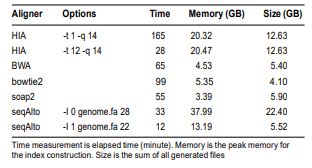 Aligner Options Time Memory (GB) Size (GB)
HIA -t 1 -q 14 165 20.32 12.63
HIA -t 12 -q 14 28 20.47 12.63
BWA 65 4.53 5.40
bowtie2 99 5.35 4.10
soap2 55 3.39 5.90
seqAlto -I 0 genome.fa 28 33 37.99 22.40
seqAlto -I 1 genome.fa 22 12 13.19 5.52
Time measurement is elapsed time (minute). Memory is the peak memory for
the index construction. Size is the sum of all generated files